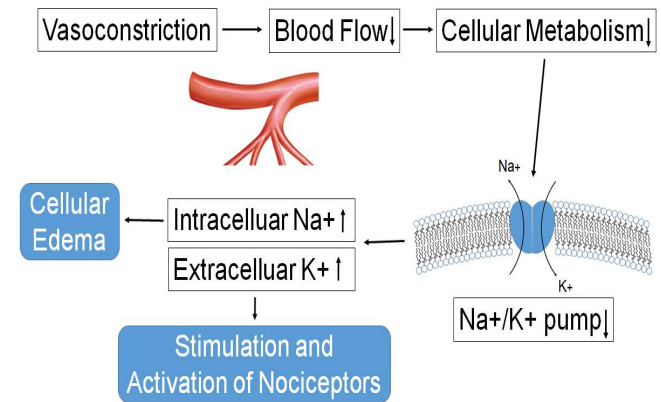 Vasoconstriction
Blood Flow↓
Cellular Metabolism↓
Na+
K+
Na+/K+ pump↓
Intracelluar Na+↑
Extracelluar K+↑
Cellular
Edema
Stimulation and
Activation of Nociceptors